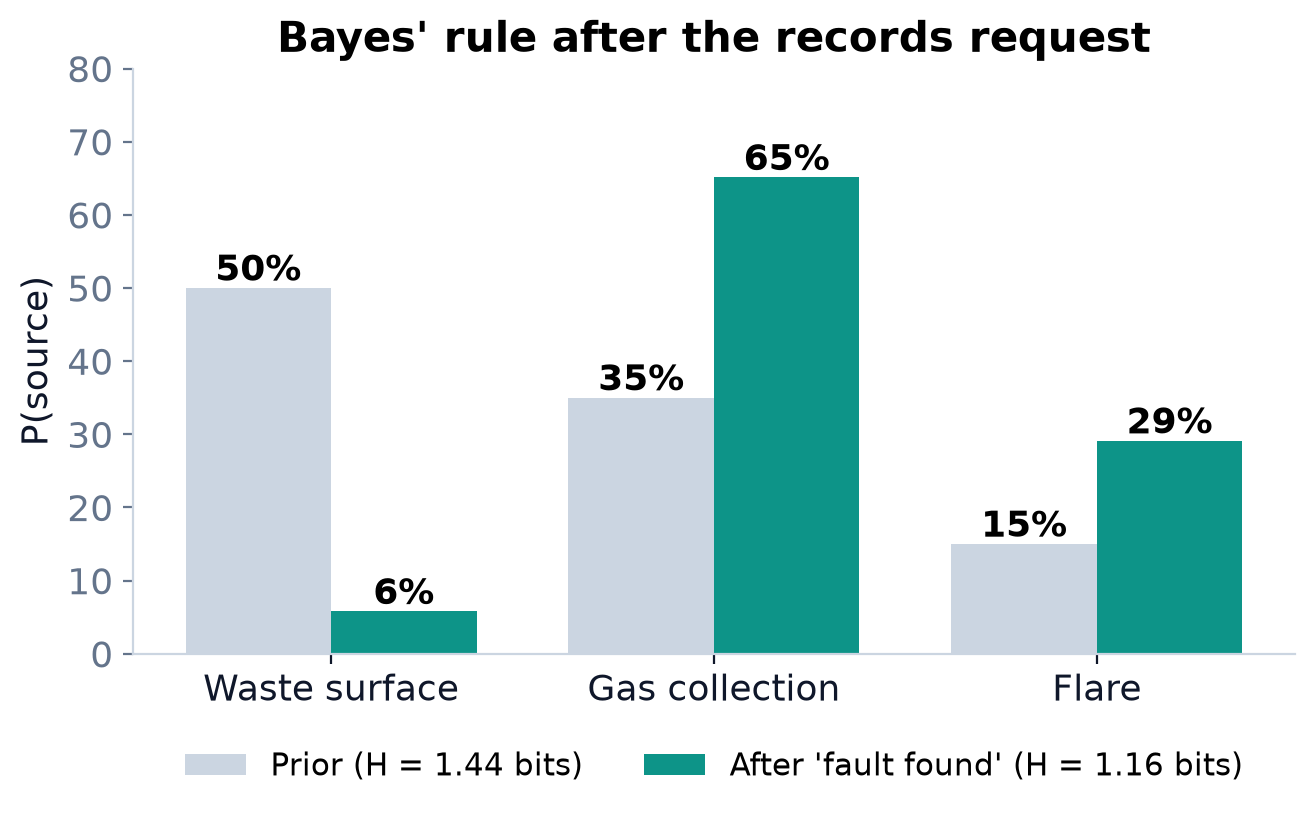 Bayes' rule after the records request
P(source)
80
70
60
50
40
30
20
10
0
50%
6%
35%
65%
15%
29%
Waste surface
Gas collection
Flare
Prior (H = 1.44 bits)
After 'fault found' (H = 1.16 bits)